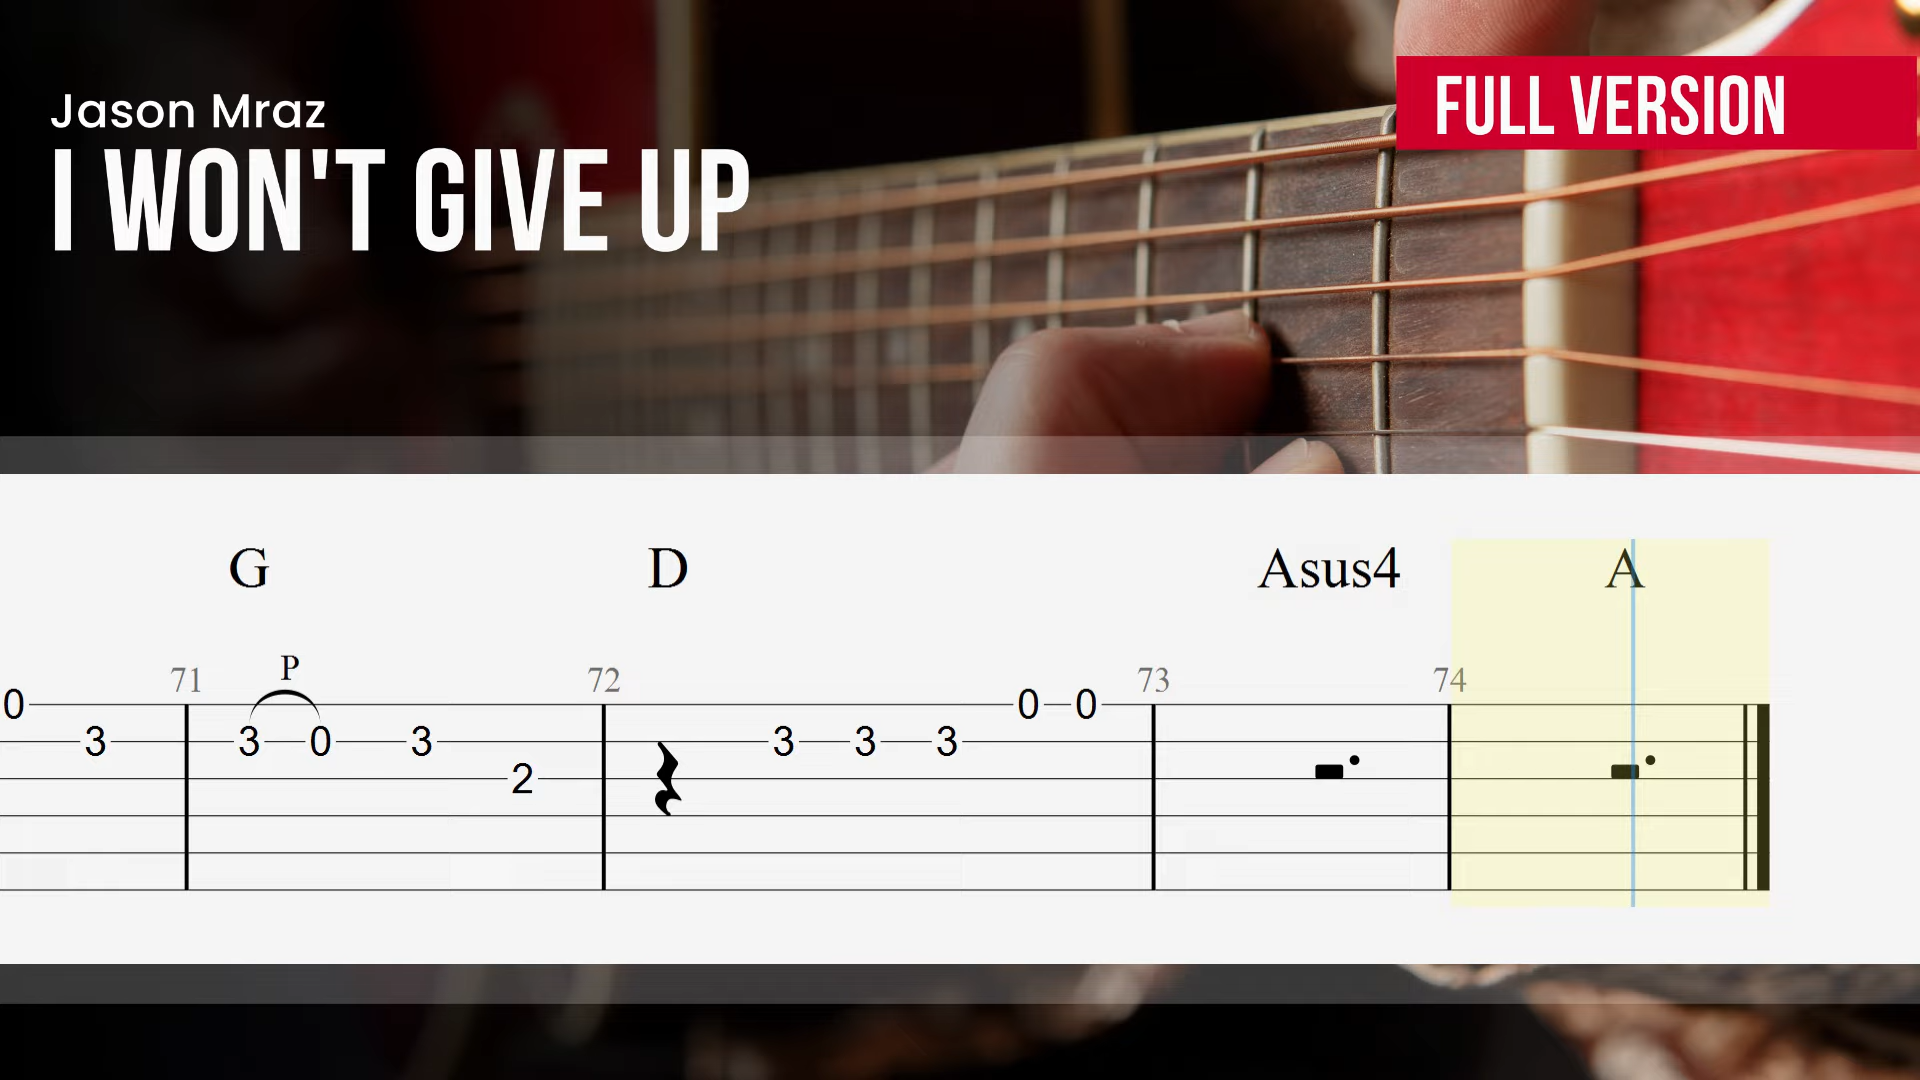 Jason Mraz
FULL VERSION
I WON'T GIVE UP
G D Asus4 A
71 P 72 73 74
0 0 0
3 3 0 3 3 3 3
2